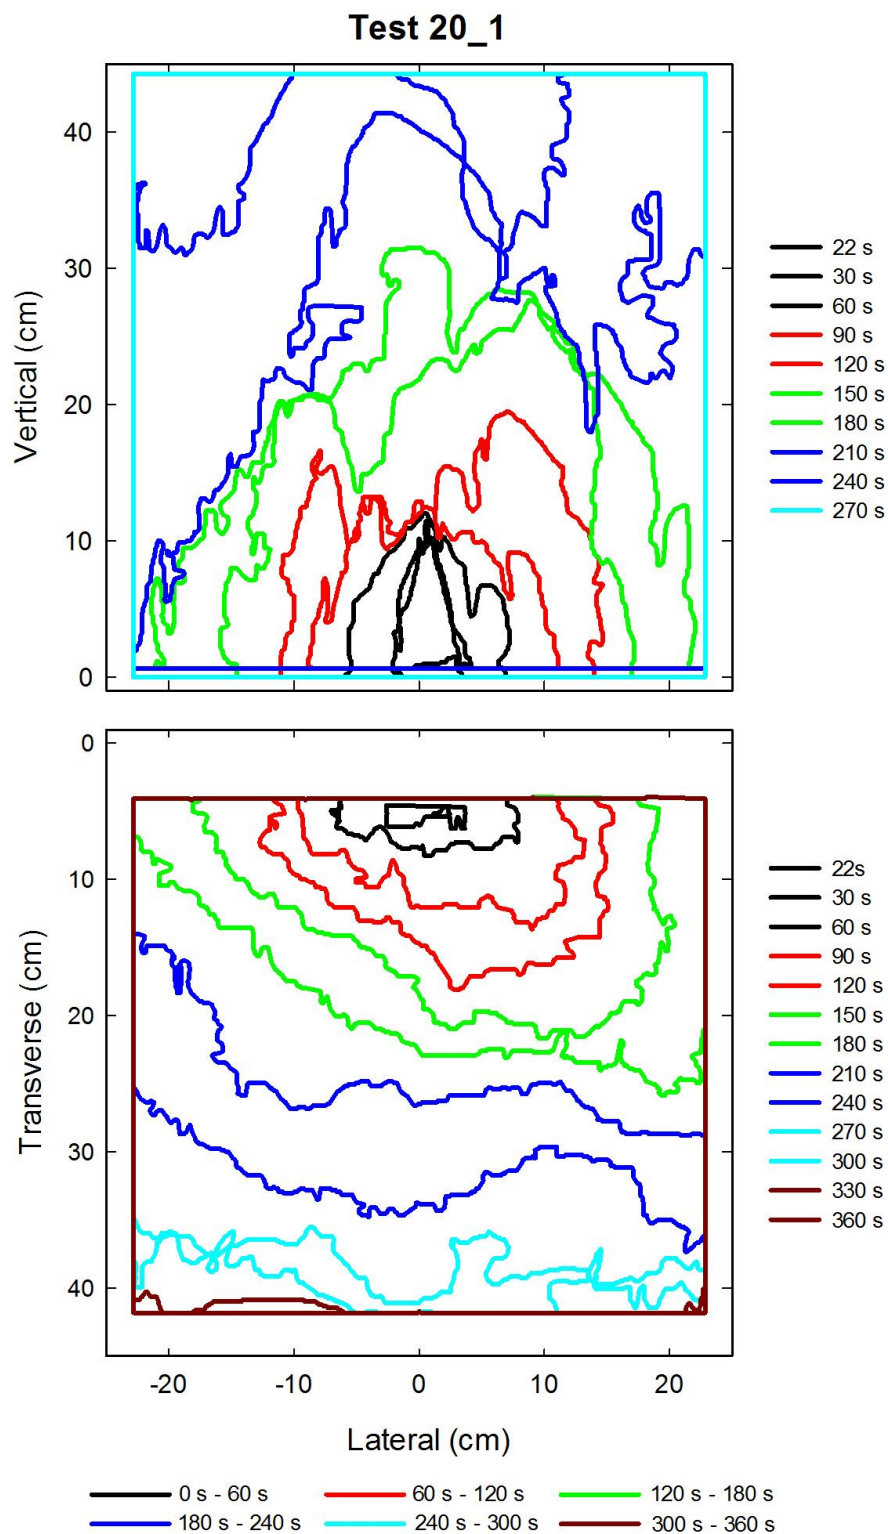 Test 20_1
40
30
20
10
0
Vertical (cm)
22 s
30 s
60 s
90 s
120 s
150 s
180 s
210 s
240 s
270 s
0
10
20
30
40
Transverse (cm)
22s
30 s
60 s
90 s
120 s
150 s
180 s
210 s
240 s
270 s
300 s
330 s
360 s
-20 -10 0 10 20
Lateral (cm)
0 s - 60 s 60 s - 120 s 120 s - 180 s
180 s - 240 s 240 s - 300 s 300 s - 360 s